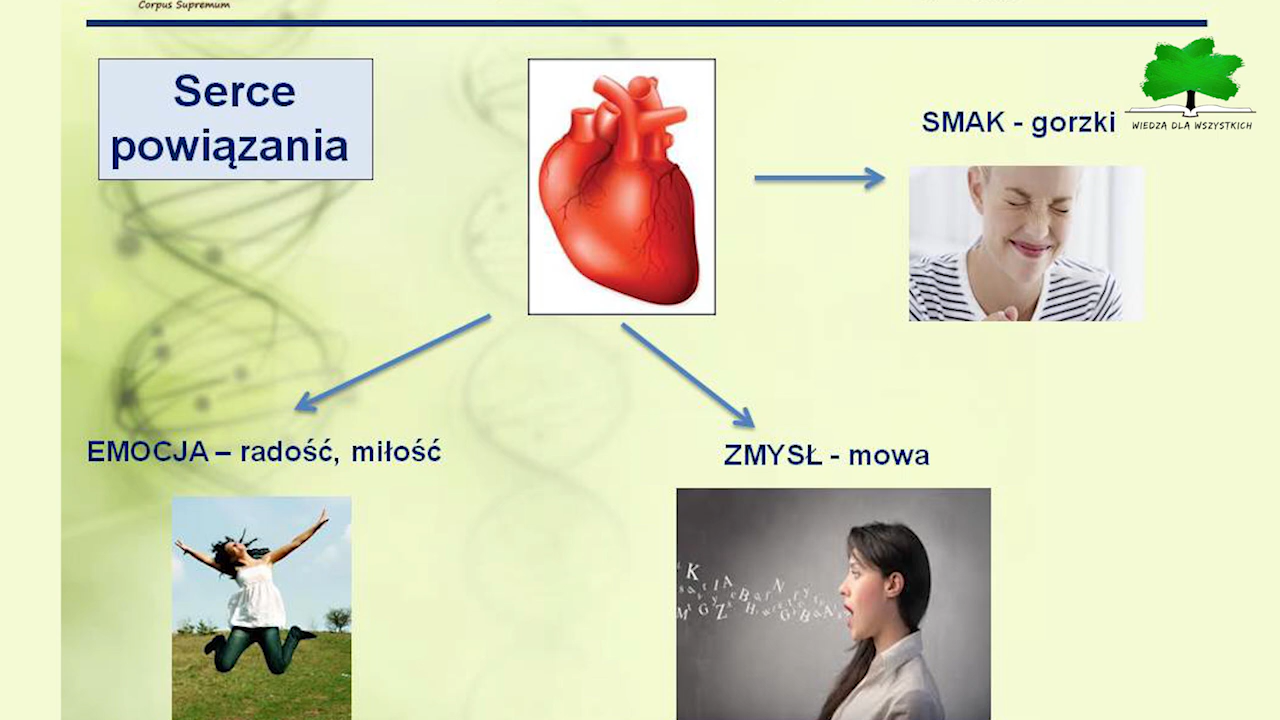 Corpus Supremum
Serce
powiązania
SMAK - gorzki
WIEDZA DLA WSZYSTKICH
EMOCJA – radość, miłość
ZMYSŁ - mowa